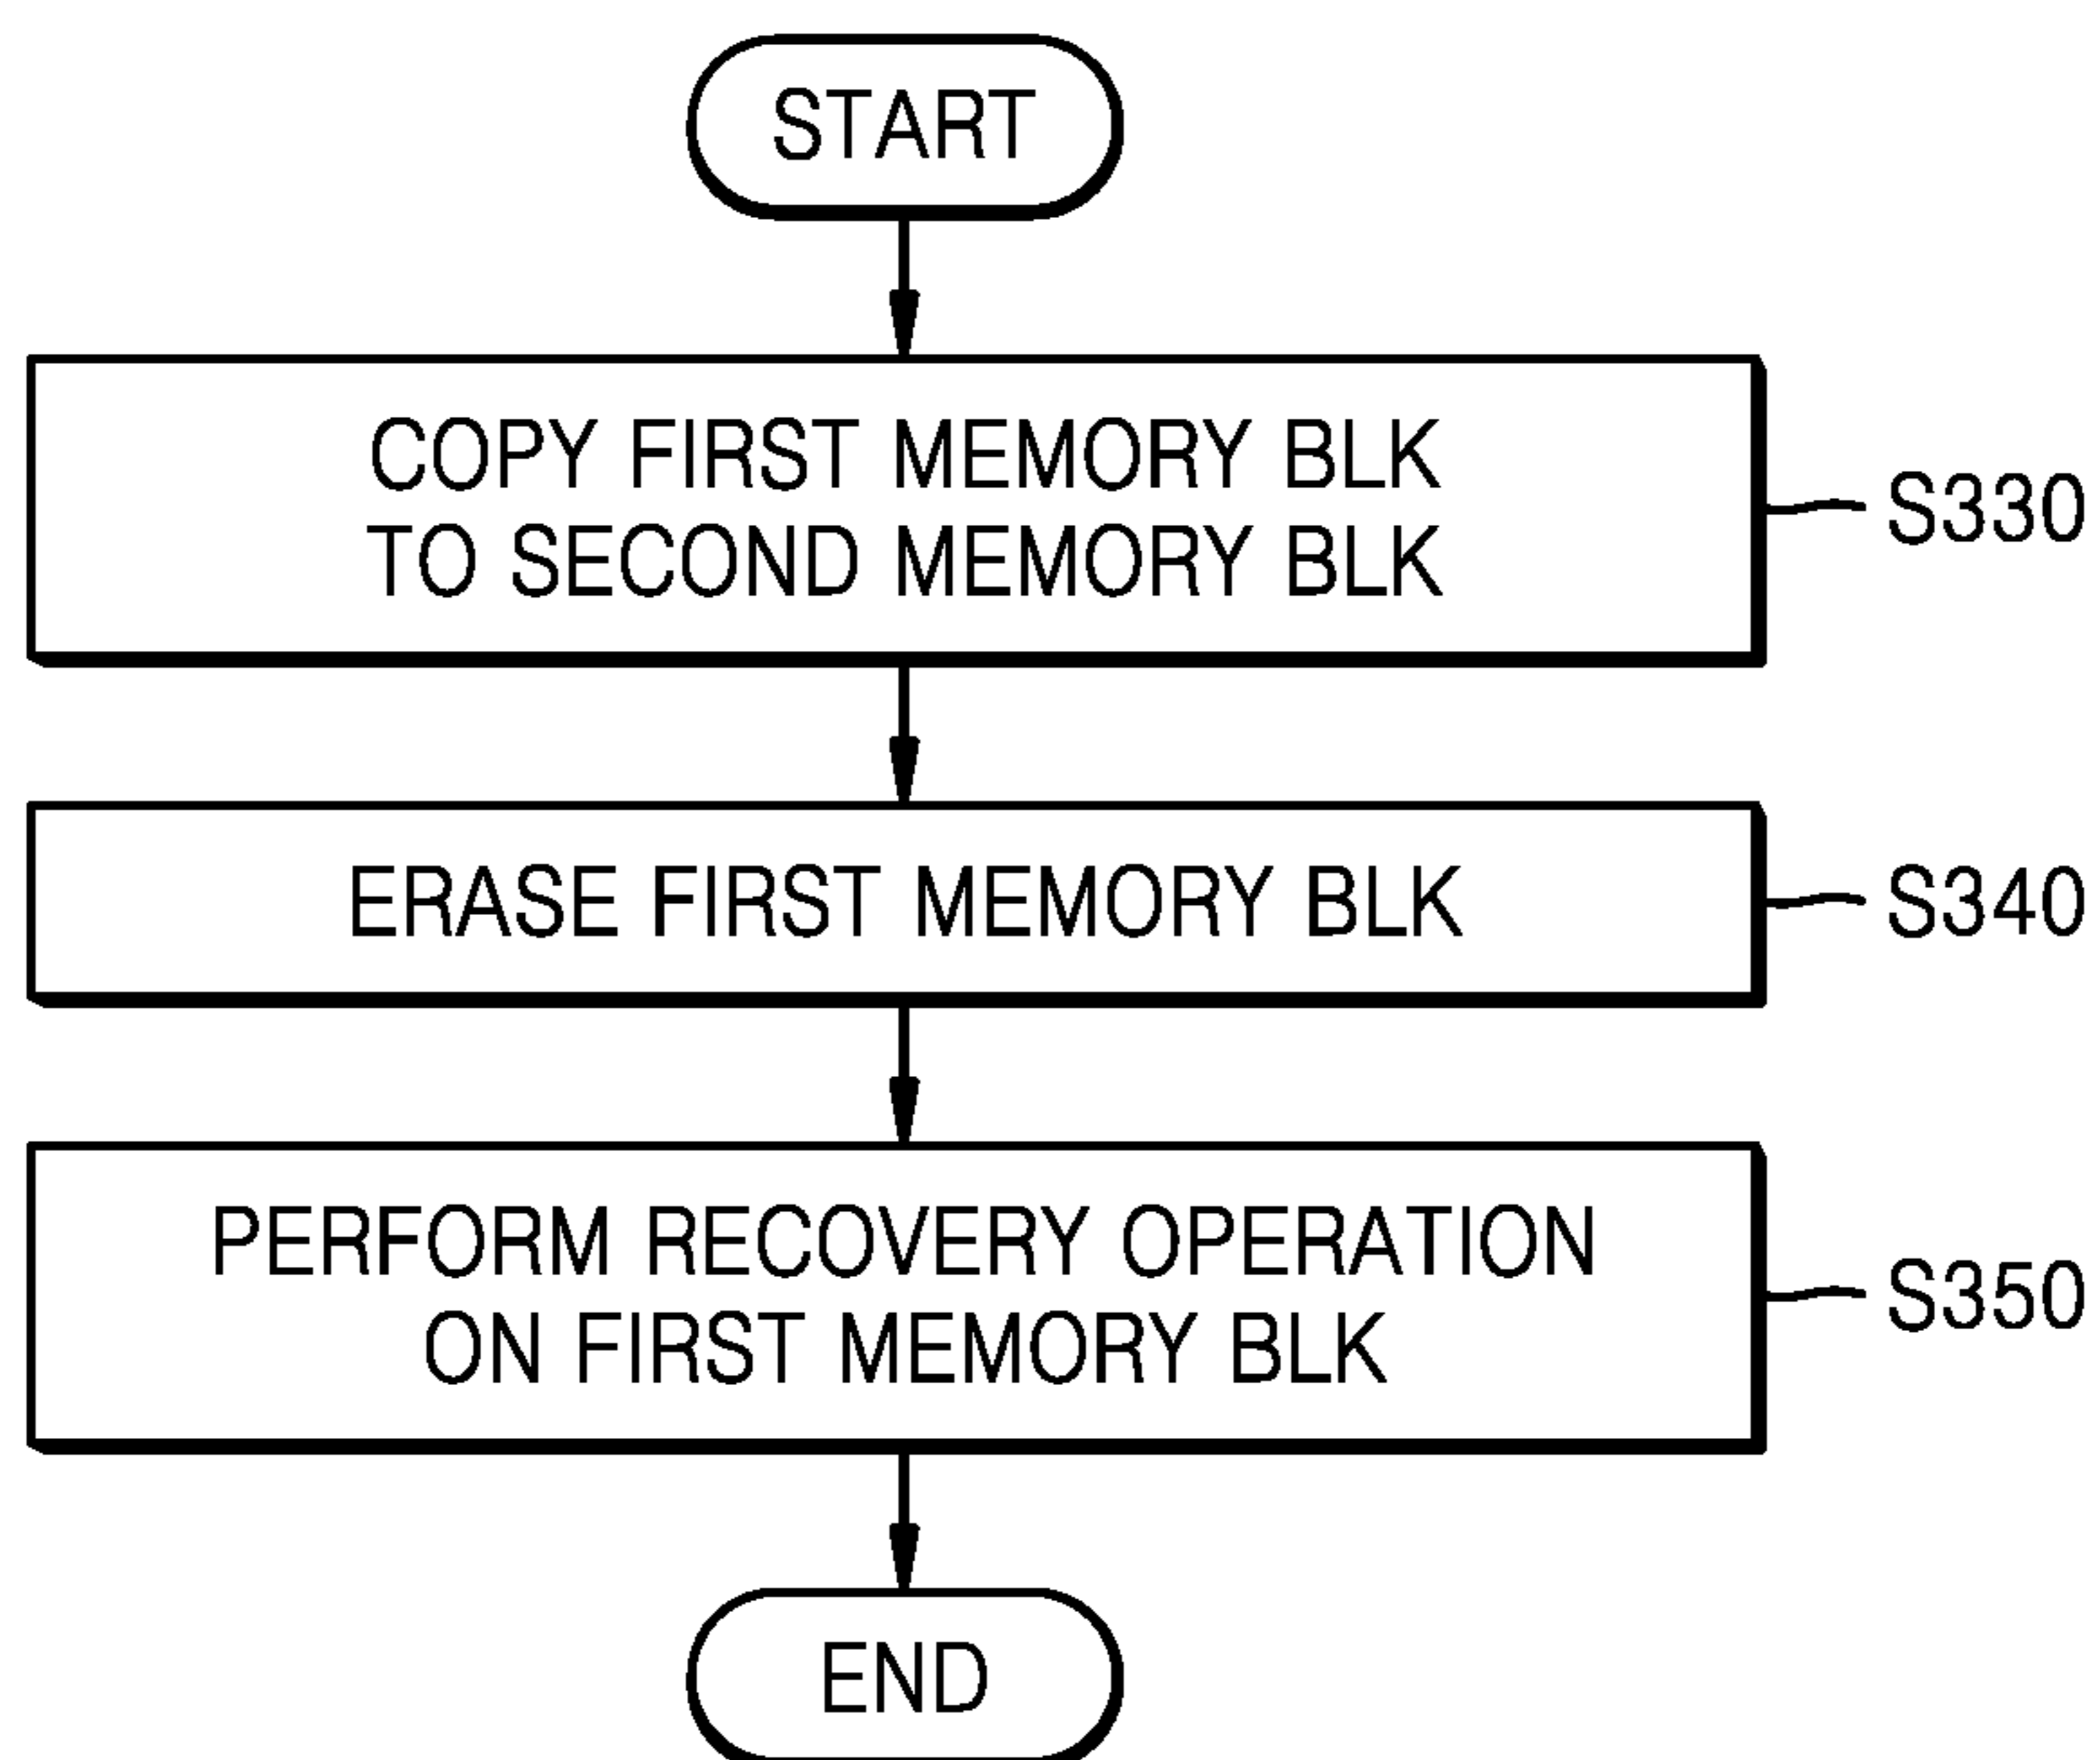 START
COPY FIRST MEMORY BLK
TO SECOND MEMORY BLK
S330
ERASE FIRST MEMORY BLK
S340
PERFORM RECOVERY OPERATION
ON FIRST MEMORY BLK
S350
END